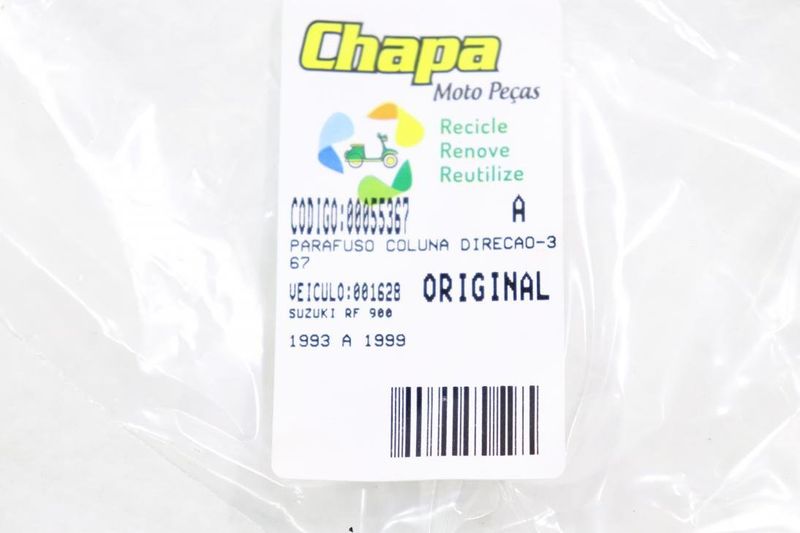 Chapa
Moto Peças
Recicle
Renove
Reutilize
CODIGO:00055367 A
PARAFUSO COLUNA DIRECAO-3
67
VEICULO:001628 ORIGINAL
SUZUKI RF 900
1993 A 1999